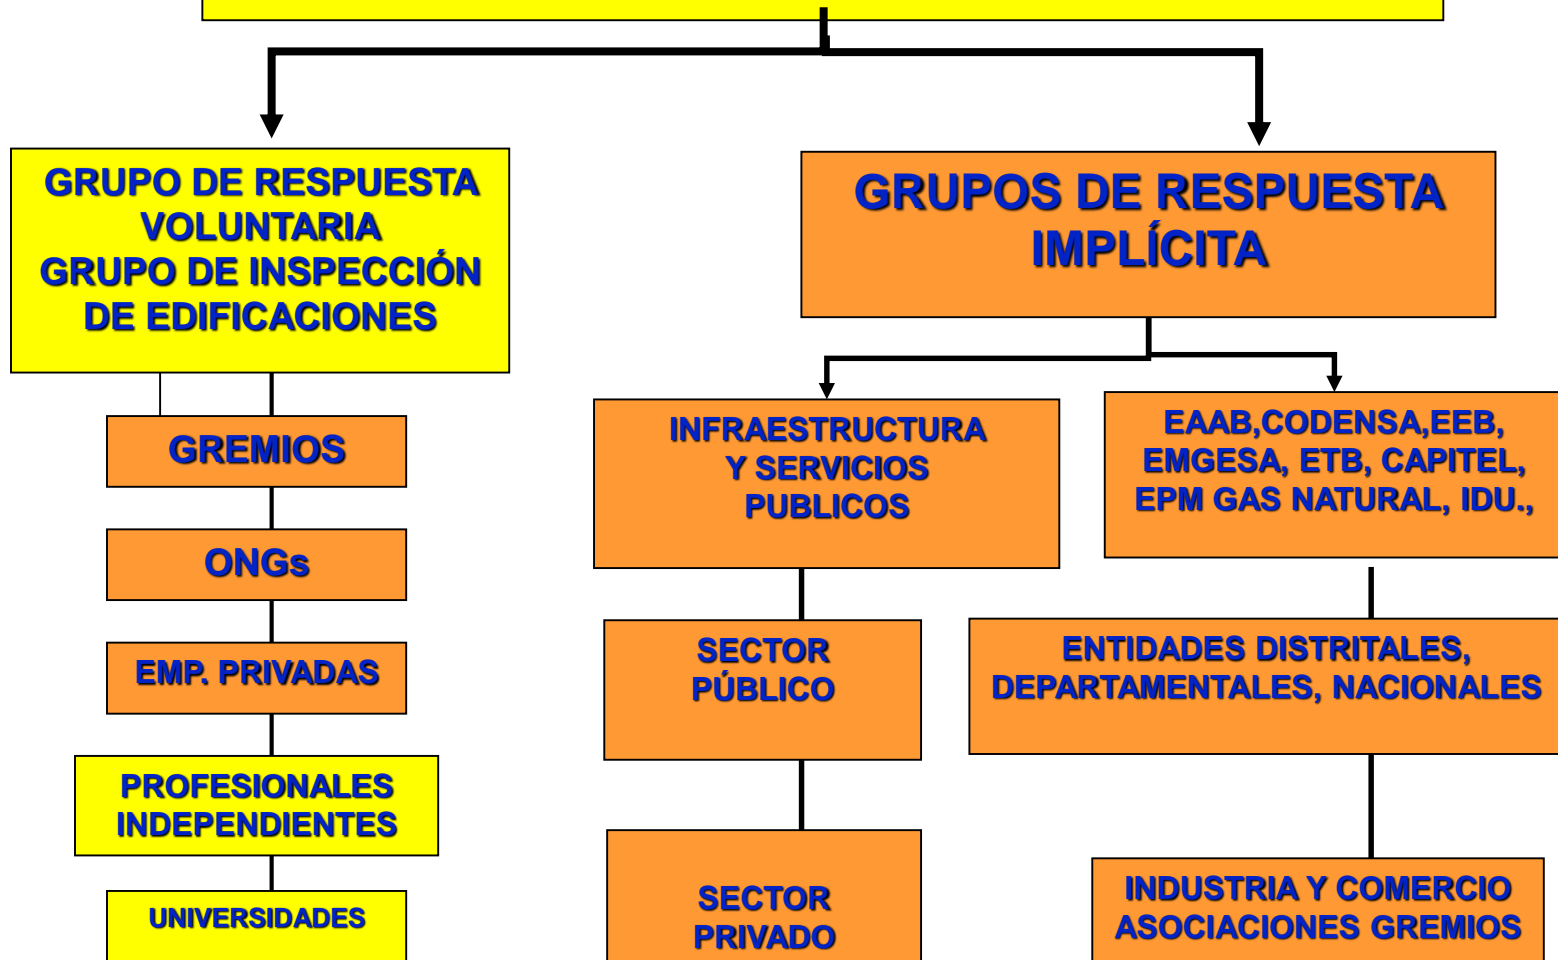 GRUPO DE RESPUESTA
VOLUNTARIA
GRUPO DE INSPECCIÓN
DE EDIFICACIONES
GREMIOS
ONGs
EMP. PRIVADAS
PROFESIONALES
INDEPENDIENTES
UNIVERSIDADES
GRUPOS DE RESPUESTA
IMPLÍCITA
INFRAESTRUCTURA
Y SERVICIOS
PUBLICOS
EAAB,CODENSA,EEB,
EMGESA, ETB, CAPITEL,
EPM GAS NATURAL, IDU.,
SECTOR
PÚBLICO
ENTIDADES DISTRITALES,
DEPARTAMENTALES, NACIONALES
SECTOR
PRIVADO
INDUSTRIA Y COMERCIO
ASOCIACIONES GREMIOS